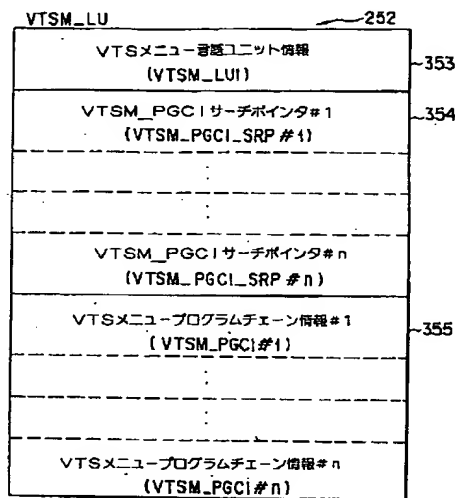 VTSM_LU 252
VTSメニュー言語ユニット情報
(VTSM_LUI)
353
VTSM_PGCIサーチポインタ#1
354
(VTSM_PGCI_SRP #1)
VTSM_PGCIサーチポインタ#n
(VTSM_PGCI_SRP #n)
VTSメニュープログラムチェーン情報#1
355
(VTSM_PGCI#1)
VTSメニュープログラムチェーン情報#n
(VTSM_PGCI#n)